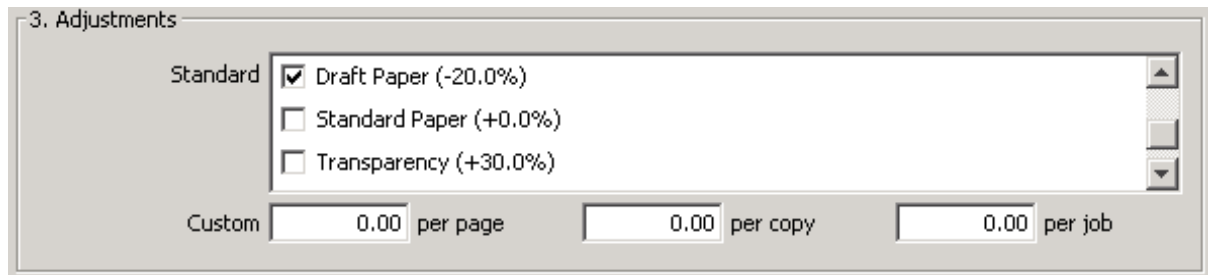 3. Adjustments
Standard
Draft Paper (-20.0%)
Standard Paper (+0.0%)
Transparency (+30.0%)
Custom 0.00 per page 0.00 per copy 0.00 per job